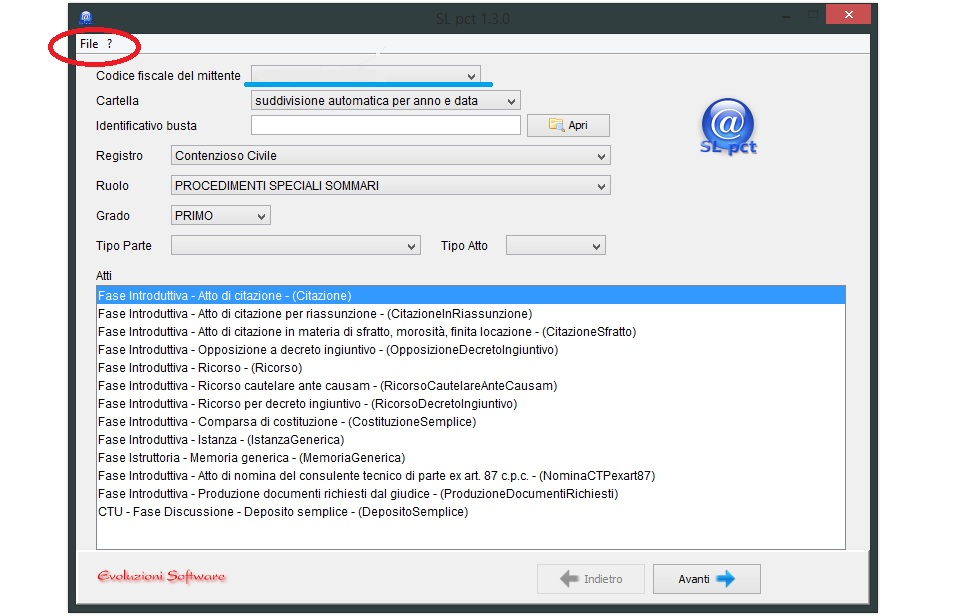 SL pct 1.3.0
File ?
Codice fiscale del mittente
Cartella suddivisione automatica per anno e data
Identificativo busta Apri
SL-pct
Registro Contenzioso Civile
Ruolo PROCEDIMENTI SPECIALI SOMMARI
Grado PRIMO
Tipo Parte Tipo Atto
Atti
Fase Introduttiva - Atto di citazione - (Citazione)
Fase Introduttiva - Atto di citazione per riassunzione - (CitazioneInRiassunzione)
Fase Introduttiva - Atto di citazione in materia di sfratto, morosità, finita locazione - (CitazioneSfratto)
Fase Introduttiva - Opposizione a decreto ingiuntivo - (OpposizioneDecretoIngiuntivo)
Fase Introduttiva - Ricorso - (Ricorso)
Fase Introduttiva - Ricorso cautelare ante causam - (RicorsoCautelareAnteCausam)
Fase Introduttiva - Ricorso per decreto ingiuntivo - (RicorsoDecretoIngiuntivo)
Fase Introduttiva - Comparsa di costituzione - (CostituzioneSemplice)
Fase Introduttiva - Istanza - (IstanzaGenerica)
Fase Istruttoria - Memoria generica - (MemoriaGenerica)
Fase Introduttiva - Atto di nomina del consulente tecnico di parte ex art. 87 c.p.c. - (NominaCTPexart87)
Fase Introduttiva - Produzione documenti richiesti dal giudice - (ProduzioneDocumentiRichiesti)
CTU - Fase Discussione - Deposito semplice - (DepositoSemplice)
Evoluzioni Software Indietro Avanti